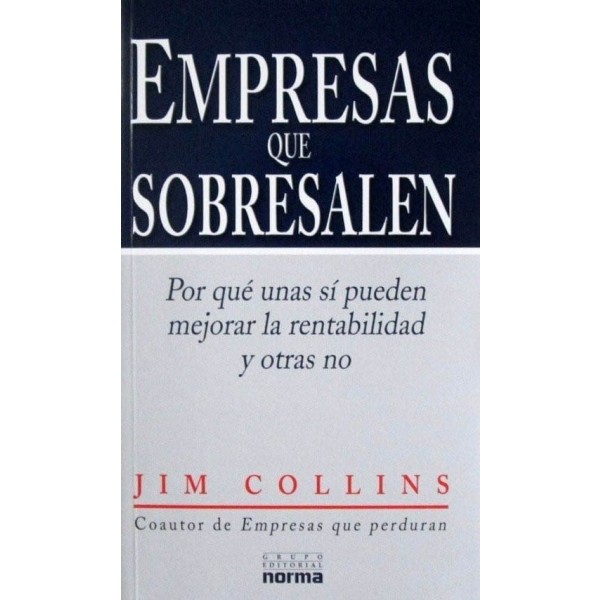 EMPRESAS
QUE
SOBRESALEN
Por qué unas sí pueden
mejorar la rentabilidad
y otras no
JIM COLLINS
Coautor de Empresas que perduran
GRUPO
EDITORIAL
norma